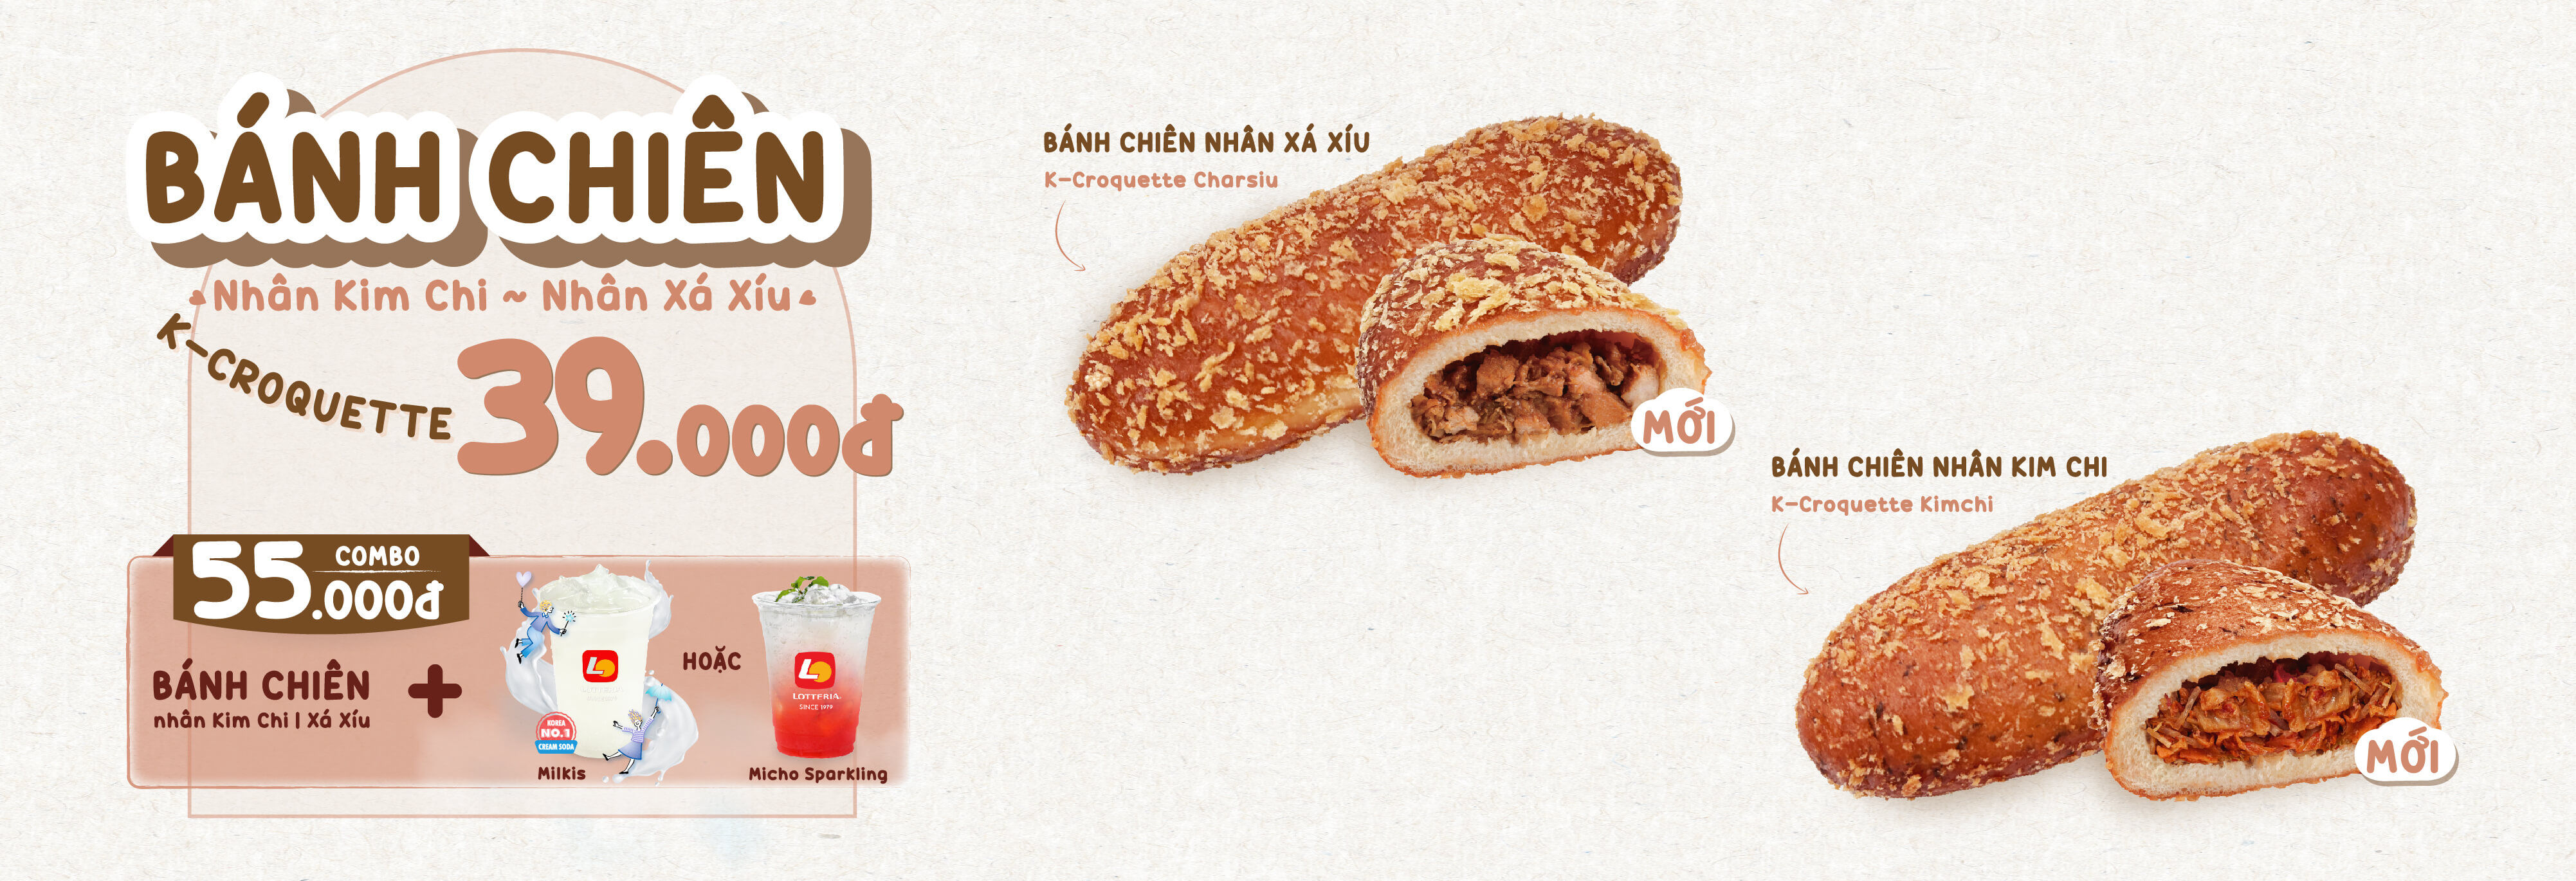 BÁNH CHIÊN
Nhân Kim Chi ~ Nhân Xá Xíu
K-CROQUETTE
39.000đ
COMBO
55.000đ
BÁNH CHIÊN
nhân Kim Chi | Xá Xíu
+
LOTTERIA
KOREA
NO.1
CREAM SODA
Milkis
HOẶC
LOTTERIA
SINCE 1979
Micho Sparkling
BÁNH CHIÊN NHÂN XÁ XÍU
K-Croquette Charsiu
MỚI
BÁNH CHIÊN NHÂN KIM CHI
K-Croquette Kimchi
MỚI